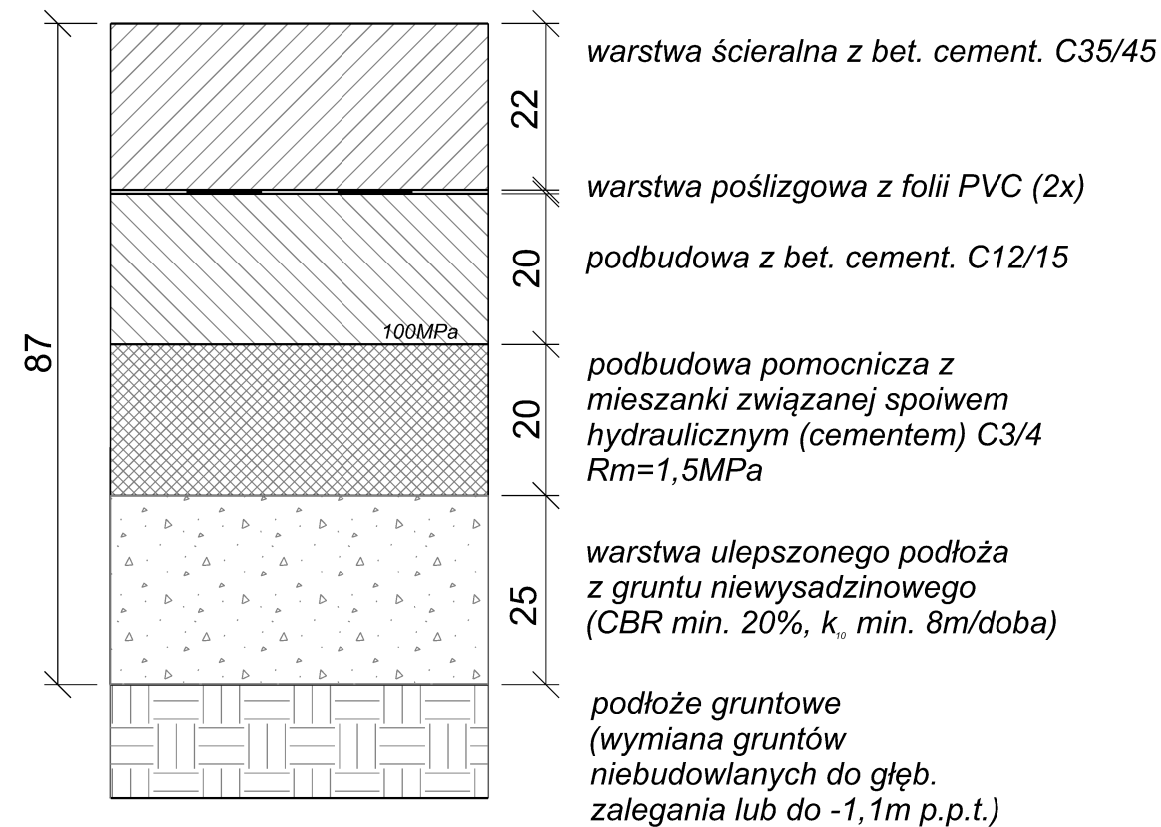 warstwa ścieralna z bet. cement. C35/45
22
warstwa poślizgowa z folii PVC (2x)
podbudowa z bet. cement. C12/15
20
100MPa
87
podbudowa pomocnicza z
mieszanki związanej spoiwem
hydraulicznym (cementem) C3/4
Rm=1,5MPa
20
warstwa ulepszonego podłoża
z gruntu niewysadzinowego
(CBR min. 20%, k₁₀ min. 8m/doba)
25
podłoże gruntowe
(wymiana gruntów
niebudowlanych do głęb.
zalegania lub do -1,1m p.p.t.)